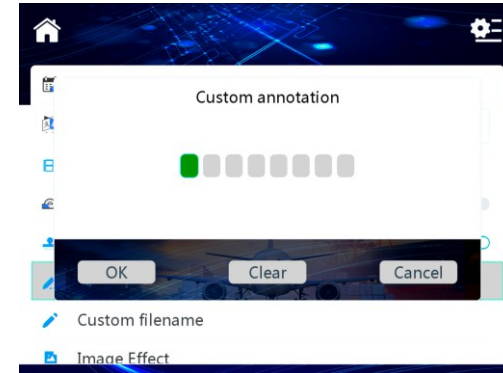 Custom annotation
OK
Clear
Cancel
Custom filename
Image Effect